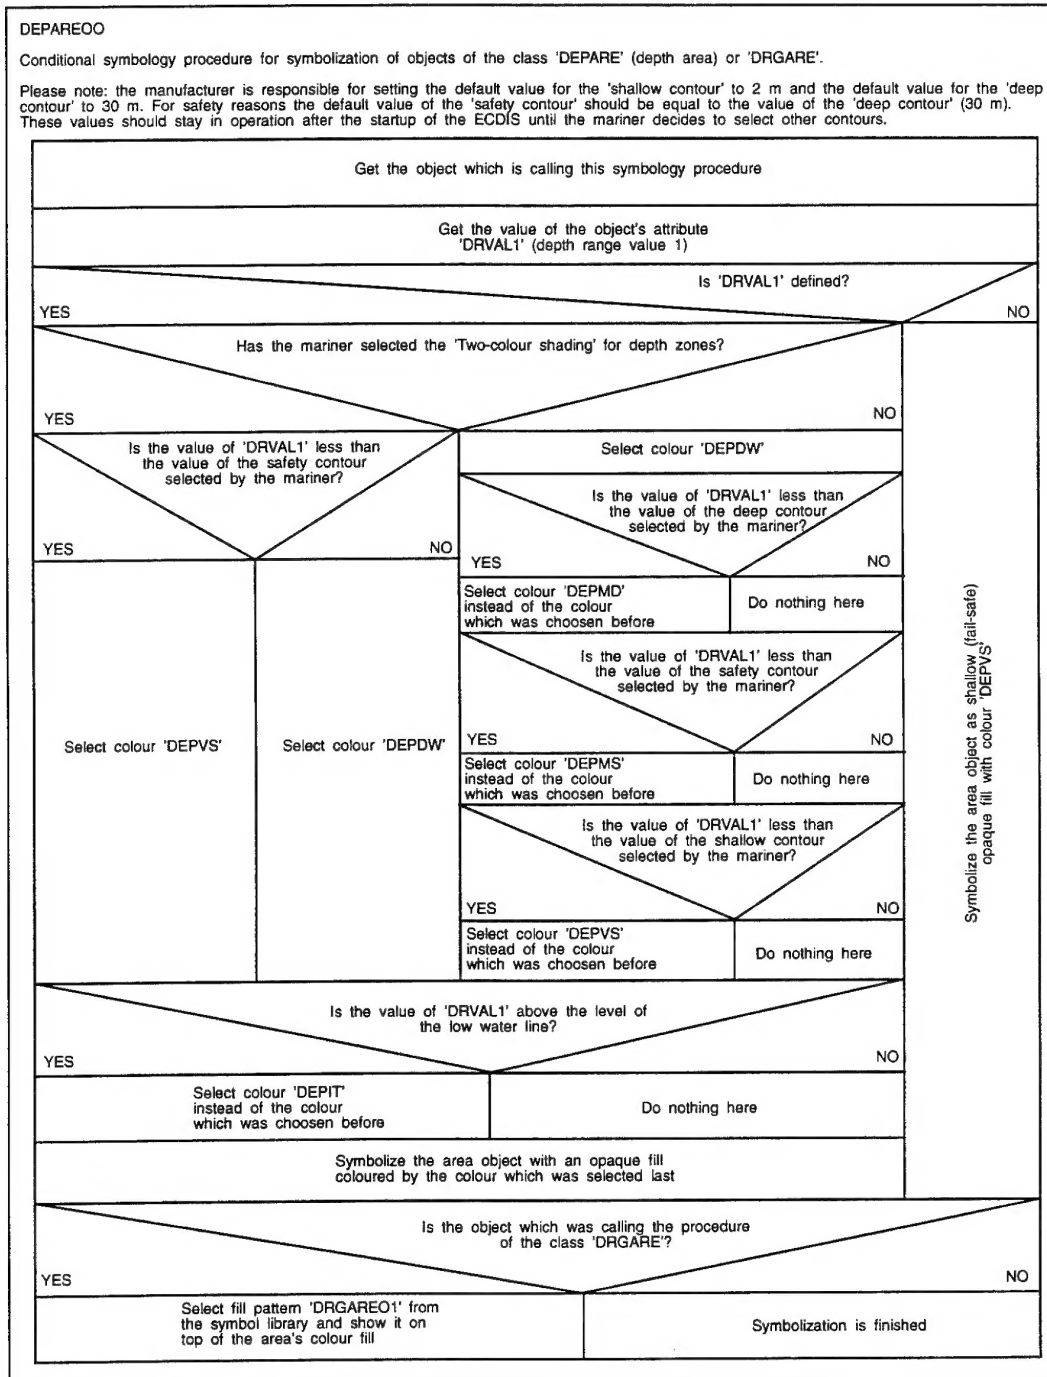 DEPAREOO
Conditional symbology procedure for symbolization of objects of the class 'DEPARE' (depth area) or 'DRGARE'.
Please note: the manufacturer is responsible for setting the default value for the 'shallow contour' to 2 m and the default value for the 'deep
contour' to 30 m. For safety reasons the default value of the 'safety contour' should be equal to the value of the 'deep contour' (30 m).
These values should stay in operation after the startup of the ECDIS until the mariner decides to select other contours.
Get the object which is calling this symbology procedure
Get the value of the object's attribute
'DRVAL1' (depth range value 1)
Is 'DRVAL1' defined?
YES
NO
Has the mariner selected the 'Two-colour shading' for depth zones?
YES
NO
Is the value of 'DRVAL1' less than
the value of the safety contour
selected by the mariner?
YES
NO
Select colour 'DEPVS'
Select colour 'DEPDW'
Select colour 'DEPDW'
Is the value of 'DRVAL1' less than
the value of the deep contour
selected by the mariner?
YES
NO
Select colour 'DEPMD'
instead of the colour
which was choosen before
Do nothing here
Is the value of 'DRVAL1' less than
the value of the safety contour
selected by the mariner?
YES
NO
Select colour 'DEPMS'
instead of the colour
which was choosen before
Do nothing here
Is the value of 'DRVAL1' less than
the value of the shallow contour
selected by the mariner?
YES
NO
Select colour 'DEPVS'
instead of the colour
which was choosen before
Do nothing here
Symbolize the area object as shallow (fail-safe)
opaque fill with colour 'DEPVS'
Is the value of 'DRVAL1' above the level of
the low water line?
YES
NO
Select colour 'DEPIT'
instead of the colour
which was choosen before
Do nothing here
Symbolize the area object with an opaque fill
coloured by the colour which was selected last
Is the object which was calling the procedure
of the class 'DRGARE'?
YES
NO
Select fill pattern 'DRGAREO1' from
the symbol library and show it on
top of the area's colour fill
Symbolization is finished